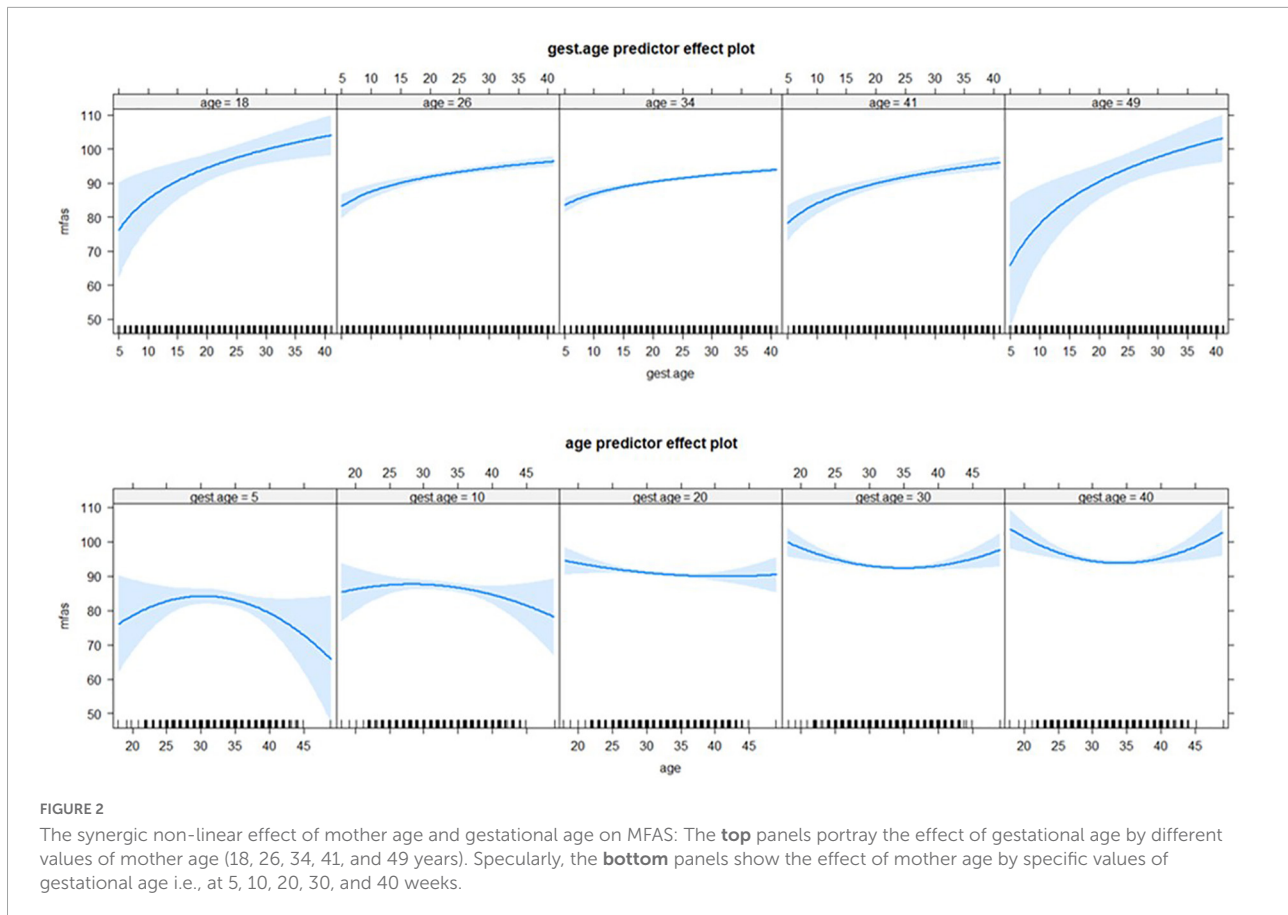 gest.age predictor effect plot
5 10 15 20 25 30 35 40 5 10 15 20 25 30 35 40
age = 18 age = 26 age = 34 age = 41 age = 49
110
100
90
80
70
60
50
mfas
5 10 15 20 25 30 35 40 5 10 15 20 25 30 35 40 5 10 15 20 25 30 35 40
gest.age
age predictor effect plot
20 25 30 35 40 45 20 25 30 35 40 45
gest.age = 5 gest.age = 10 gest.age = 20 gest.age = 30 gest.age = 40
110
100
90
80
70
60
50
mfas
20 25 30 35 40 45 20 25 30 35 40 45 20 25 30 35 40 45
age
FIGURE 2
The synergic non-linear effect of mother age and gestational age on MFAS: The top panels portray the effect of gestational age by different
values of mother age (18, 26, 34, 41, and 49 years). Specularly, the bottom panels show the effect of mother age by specific values of
gestational age i.e., at 5, 10, 20, 30, and 40 weeks.